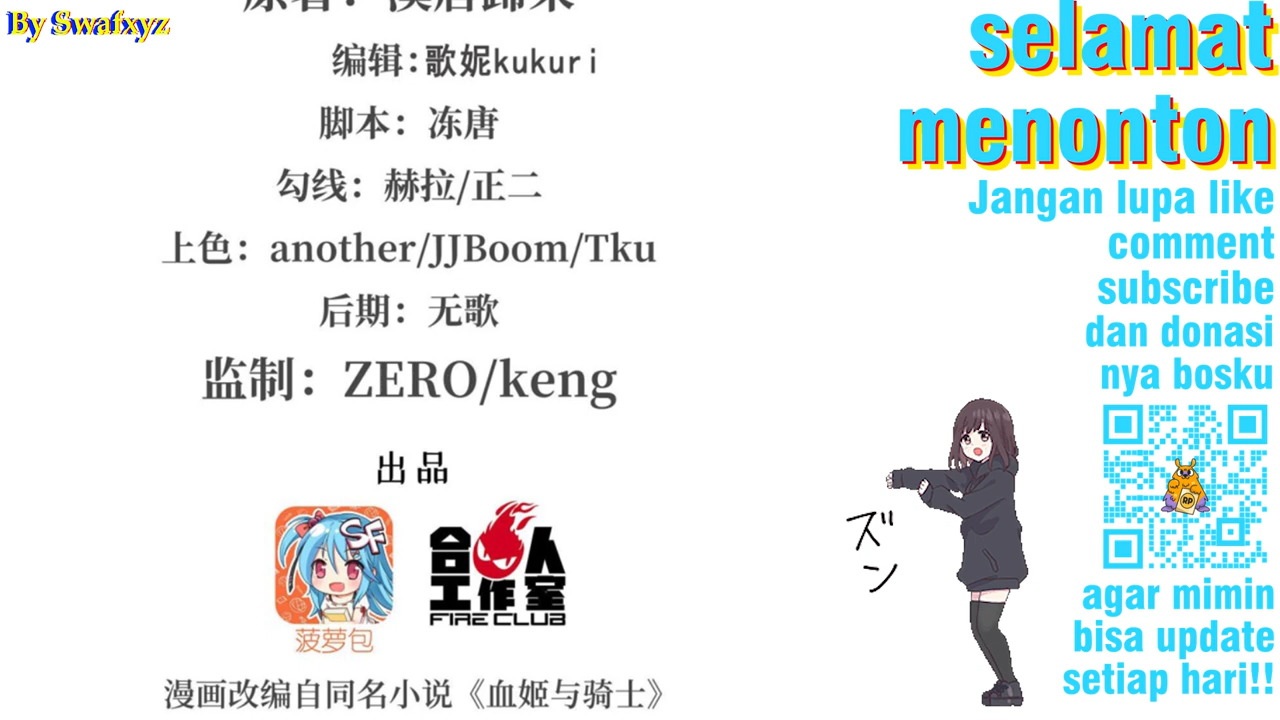 By Swafxyz
编辑:歌妮kukuri
脚本：冻唐
勾线：赫拉/正二
上色：another/JJBoom/Tku
后期：无歌
监制：ZERO/keng
出品
SF
菠萝包
合火人
工作室
FIRE CLUB
漫画改编自同名小说《血姬与骑士》
selamat
menonton
Jangan lupa like
comment
subscribe
dan donasi
nya bosku
RP
agar mimin
bisa update
setiap hari!!
ズン